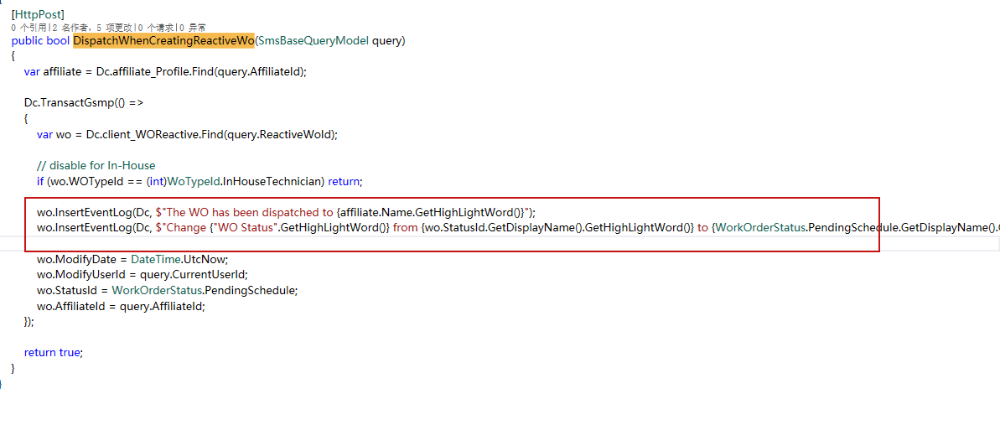 [HttpPost]
0 个引用|2 名作者，5 项更改|0 个请求|0 异常
public bool DispatchWhenCreatingReactiveWo(SmsBaseQueryModel query)
{
var affiliate = Dc.affiliate_Profile.Find(query.AffiliateId);
Dc.TransactGsmp(() =>
{
var wo = Dc.client_WOReactive.Find(query.ReactiveWoId);
// disable for In-House
if (wo.WOTypeId == (int)WoTypeId.InHouseTechnician) return;
wo.InsertEventLog(Dc, $"The WO has been dispatched to {affiliate.Name.GetHighLightWord()}");
wo.InsertEventLog(Dc, $"Change {"WO Status".GetHighLightWord()} from {wo.StatusId.GetDisplayName().GetHighLightWord()} to {WorkOrderStatus.PendingSchedule.GetDisplayName().
wo.ModifyDate = DateTime.UtcNow;
wo.ModifyUserId = query.CurrentUserId;
wo.StatusId = WorkOrderStatus.PendingSchedule;
wo.AffiliateId = query.AffiliateId;
});
return true;
}
}